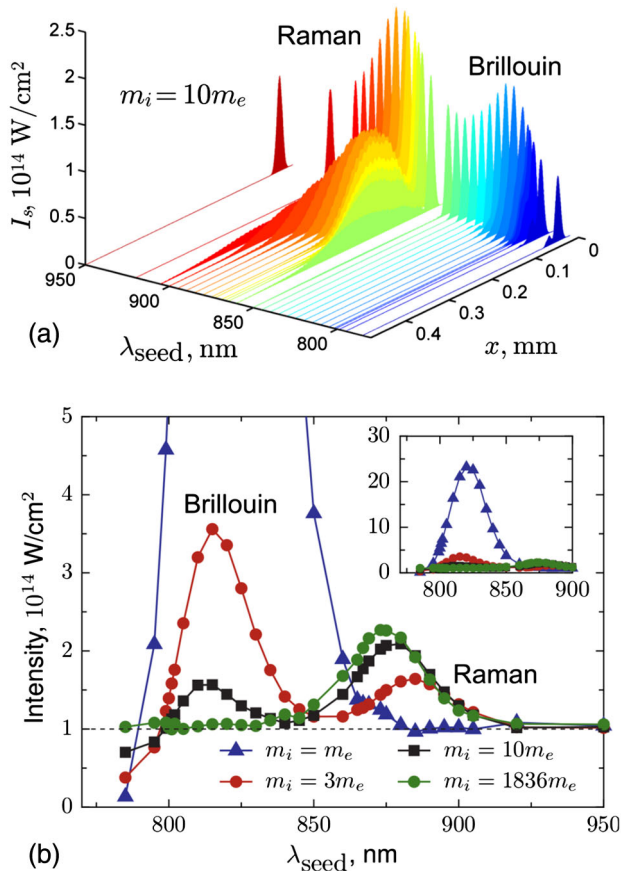 2.5
2
1.5
1
0.5
0
I_s, 10^14 W/cm^2
Raman
Brillouin
m_i = 10m_e
950
900
850
800
λ_seed, nm
0
0.1
0.2
0.3
0.4
x, mm
(a)
5
4
3
2
1
0
Intensity, 10^14 W/cm^2
Brillouin
Raman
30
20
10
0
800
850
900
m_i = m_e
m_i = 10m_e
m_i = 3m_e
m_i = 1836m_e
800
850
900
950
λ_seed, nm
(b)